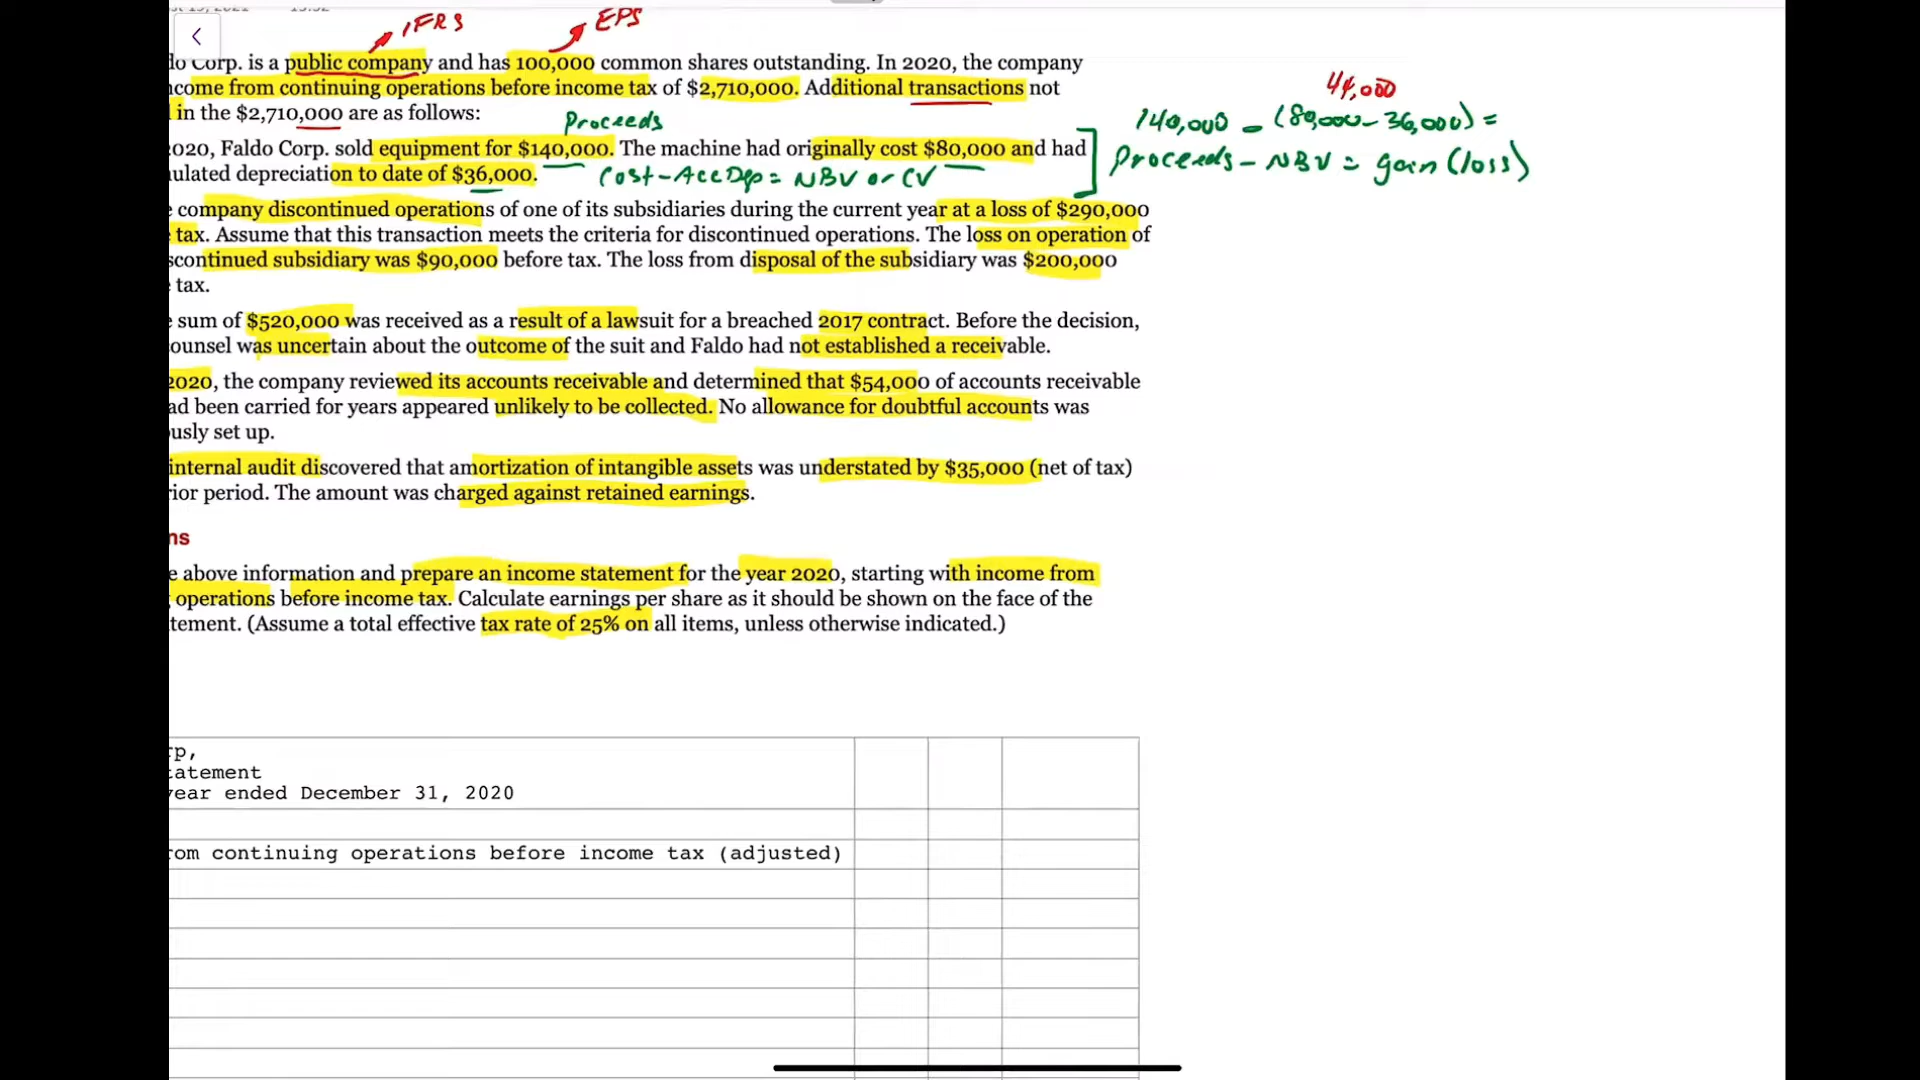 IFRS EPS
do Corp. is a public company and has 100,000 common shares outstanding. In 2020, the company
ncome from continuing operations before income tax of $2,710,000. Additional transactions not
in the $2,710,000 are as follows:
Proceeds
44,000
140,000 - (80,000 - 36,000) =
2020, Faldo Corp. sold equipment for $140,000. The machine had originally cost $80,000 and had
Proceeds - NBV = gain (loss)
ulated depreciation to date of $36,000.
Cost - AccDep = NBV or CV
e company discontinued operations of one of its subsidiaries during the current year at a loss of $290,000
tax. Assume that this transaction meets the criteria for discontinued operations. The loss on operation of
scontinued subsidiary was $90,000 before tax. The loss from disposal of the subsidiary was $200,000
tax.
e sum of $520,000 was received as a result of a lawsuit for a breached 2017 contract. Before the decision,
ounsel was uncertain about the outcome of the suit and Faldo had not established a receivable.
2020, the company reviewed its accounts receivable and determined that $54,000 of accounts receivable
ad been carried for years appeared unlikely to be collected. No allowance for doubtful accounts was
ously set up.
internal audit discovered that amortization of intangible assets was understated by $35,000 (net of tax)
rior period. The amount was charged against retained earnings.
ns
e above information and prepare an income statement for the year 2020, starting with income from
operations before income tax. Calculate earnings per share as it should be shown on the face of the
tement. (Assume a total effective tax rate of 25% on all items, unless otherwise indicated.)
rp,
tatement
year ended December 31, 2020
rom continuing operations before income tax (adjusted)